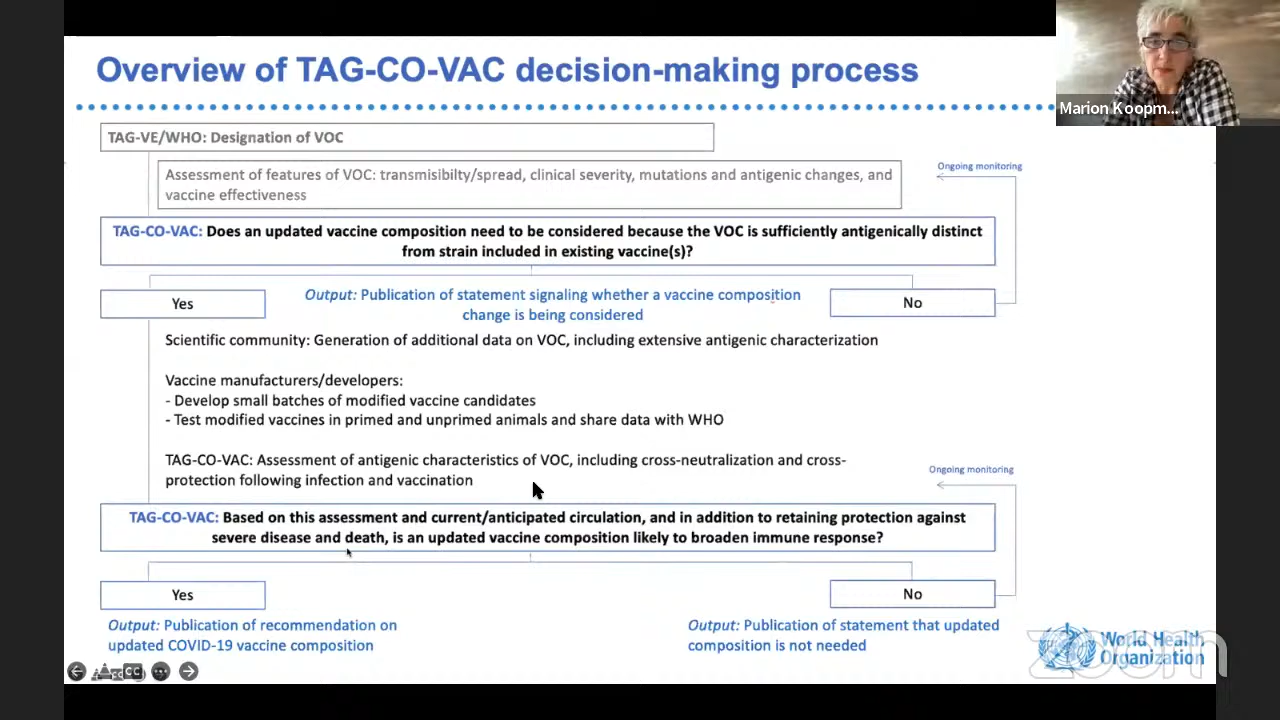 Overview of TAG-CO-VAC decision-making process
Marion Koopm...
TAG-VE/WHO: Designation of VOC
Assessment of features of VOC: transmisibilty/spread, clinical severity, mutations and antigenic changes, and
vaccine effectiveness
Ongoing monitoring
TAG-CO-VAC: Does an updated vaccine composition need to be considered because the VOC is sufficiently antigenically distinct
from strain included in existing vaccine(s)?
Yes
Output: Publication of statement signaling whether a vaccine composition
change is being considered
No
Scientific community: Generation of additional data on VOC, including extensive antigenic characterization
Vaccine manufacturers/developers:
- Develop small batches of modified vaccine candidates
- Test modified vaccines in primed and unprimed animals and share data with WHO
TAG-CO-VAC: Assessment of antigenic characteristics of VOC, including cross-neutralization and cross-
protection following infection and vaccination
Ongoing monitoring
TAG-CO-VAC: Based on this assessment and current/anticipated circulation, and in addition to retaining protection against
severe disease and death, is an updated vaccine composition likely to broaden immune response?
Yes
No
Output: Publication of recommendation on
updated COVID-19 vaccine composition
Output: Publication of statement that updated
composition is not needed
World Health
Organization
zoom
CC